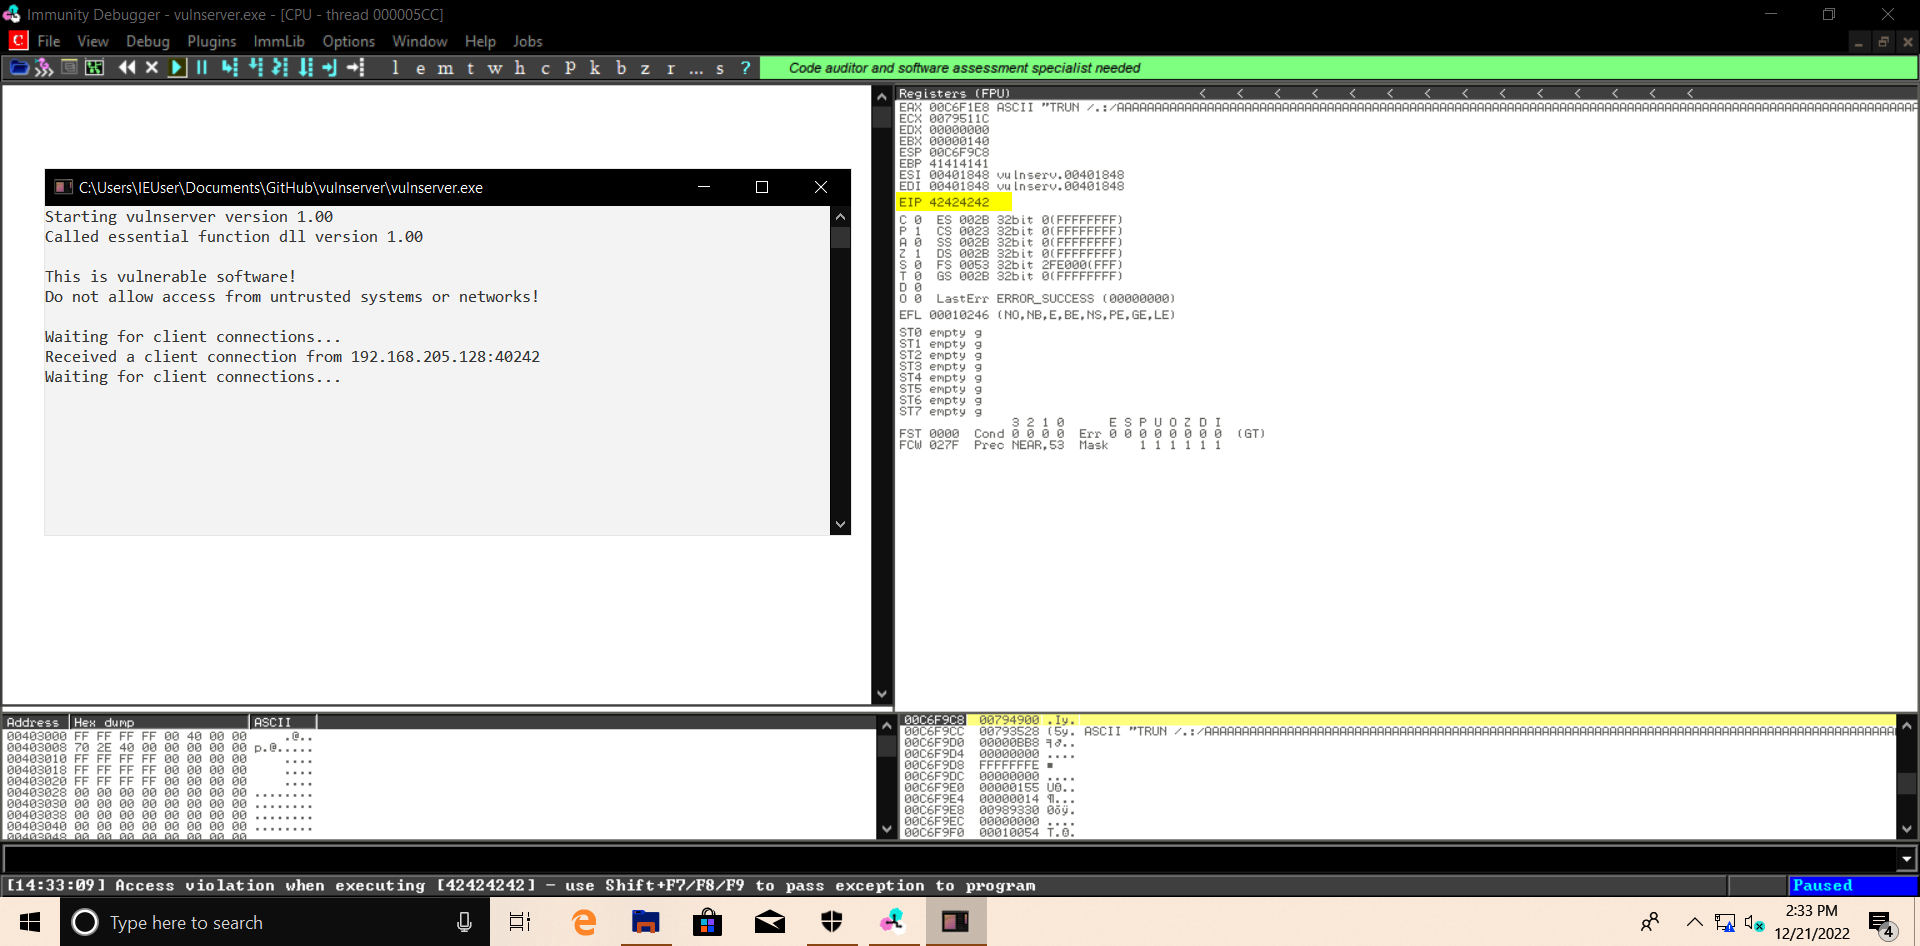 Immunity Debugger - vulnserver.exe - [CPU - thread 000005CC]
File View Debug Plugins ImmLib Options Window Help Jobs
l e m t w h c P k b z r ... s ?
Code auditor and software assessment specialist needed
C:\Users\IEUser\Documents\GitHub\vulnserver\vulnserver.exe
Starting vulnserver version 1.00
Called essential function dll version 1.00
This is vulnerable software!
Do not allow access from untrusted systems or networks!
Waiting for client connections...
Received a client connection from 192.168.205.128:40242
Waiting for client connections...
Registers (FPU) < < < < < < < < < < < < < <
EAX 00C6F1E8 ASCII "TRUN /.:/
ECX 0079511C
EDX 00000000
EBX 00000140
ESP 00C6F9C8
EBP 41414141
ESI 00401848 vulnserv.00401848
EDI 00401848 vulnserv.00401848
EIP 42424242
C 0 ES 002B 32bit 0(FFFFFFFF)
P 1 CS 0023 32bit 0(FFFFFFFF)
A 0 SS 002B 32bit 0(FFFFFFFF)
Z 1 DS 002B 32bit 0(FFFFFFFF)
S 0 FS 0053 32bit 2FE000(FFF)
T 0 GS 002B 32bit 0(FFFFFFFF)
D 0
O 0 LastErr ERROR_SUCCESS (00000000)
EFL 00010246 (NO,NB,E,BE,NS,PE,GE,LE)
ST0 empty g
ST1 empty g
ST2 empty g
ST3 empty g
ST4 empty g
ST5 empty g
ST6 empty g
ST7 empty g
3 2 1 0 E S P U O Z D I
FST 0000 Cond 0 0 0 0 Err 0 0 0 0 0 0 0 0 (GT)
FCW 027F Prec NEAR,53 Mask 1 1 1 1 1 1
Address Hex dump ASCII
00403000 FF FF FF FF 00 40 00 00 .@..
00403008 70 2E 40 00 00 00 00 00 p.@.....
00403010 FF FF FF FF 00 00 00 00 ....
00403018 FF FF FF FF 00 00 00 00 ....
00403020 FF FF FF FF 00 00 00 00 ....
00403028 00 00 00 00 00 00 00 00 ........
00403030 00 00 00 00 00 00 00 00 ........
00403038 00 00 00 00 00 00 00 00 ........
00403040 00 00 00 00 00 00 00 00 ........
00C6F9C8 00794900 .Iy.
00C6F9CC 00793528 (5y. ASCII "TRUN /.:/
00C6F9D0 00000BB8
00C6F9D4 00000000 ....
00C6F9D8 FFFFFFFE
00C6F9DC 00000000 ....
00C6F9E0 00000155
00C6F9E4 00000014 ¶...
00C6F9E8 00989330
00C6F9EC 00000000 ....
00C6F9F0 00010054
[14:33:09] Access violation when executing [42424242] - use Shift+F7/F8/F9 to pass exception to program
Paused
Type here to search
2:33 PM
12/21/2022
4